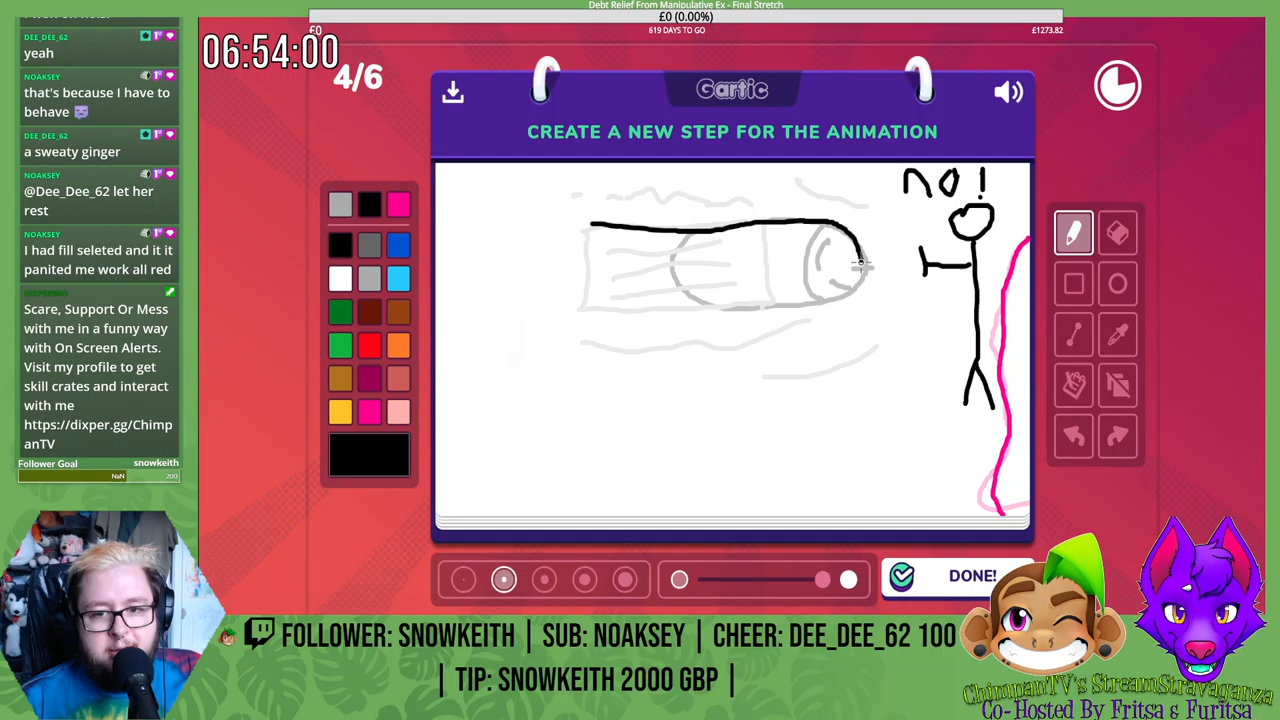 Debt Relief From Manipulative Ex - Final Stretch
£0 (0.00%)
£0
619 DAYS TO GO
£1273.82
06:54:00
DEE_DEE_62
yeah
NOAKSEY
that's because I have to
behave
DEE_DEE_62
a sweaty ginger
NOAKSEY
@Dee_Dee_62 let her
rest
NOAKSEY
I had fill seleted and it it
panited me work all red
Scare, Support Or Mess
with me in a funny way
with On Screen Alerts.
Visit my profile to get
skill crates and interact
with me
https://dixper.gg/Chimp
anTV
Follower Goal
snowkeith
NaN
200
4/6
Gartic
CREATE A NEW STEP FOR THE ANIMATION
no!
DONE!
FOLLOWER: SNOWKEITH | SUB: NOAKSEY | CHEER: DEE_DEE_62 100
| TIP: SNOWKEITH 2000 GBP |
ChimpanTV's StreamStravaganza
Co-Hosted By Fritsa & Furitsa